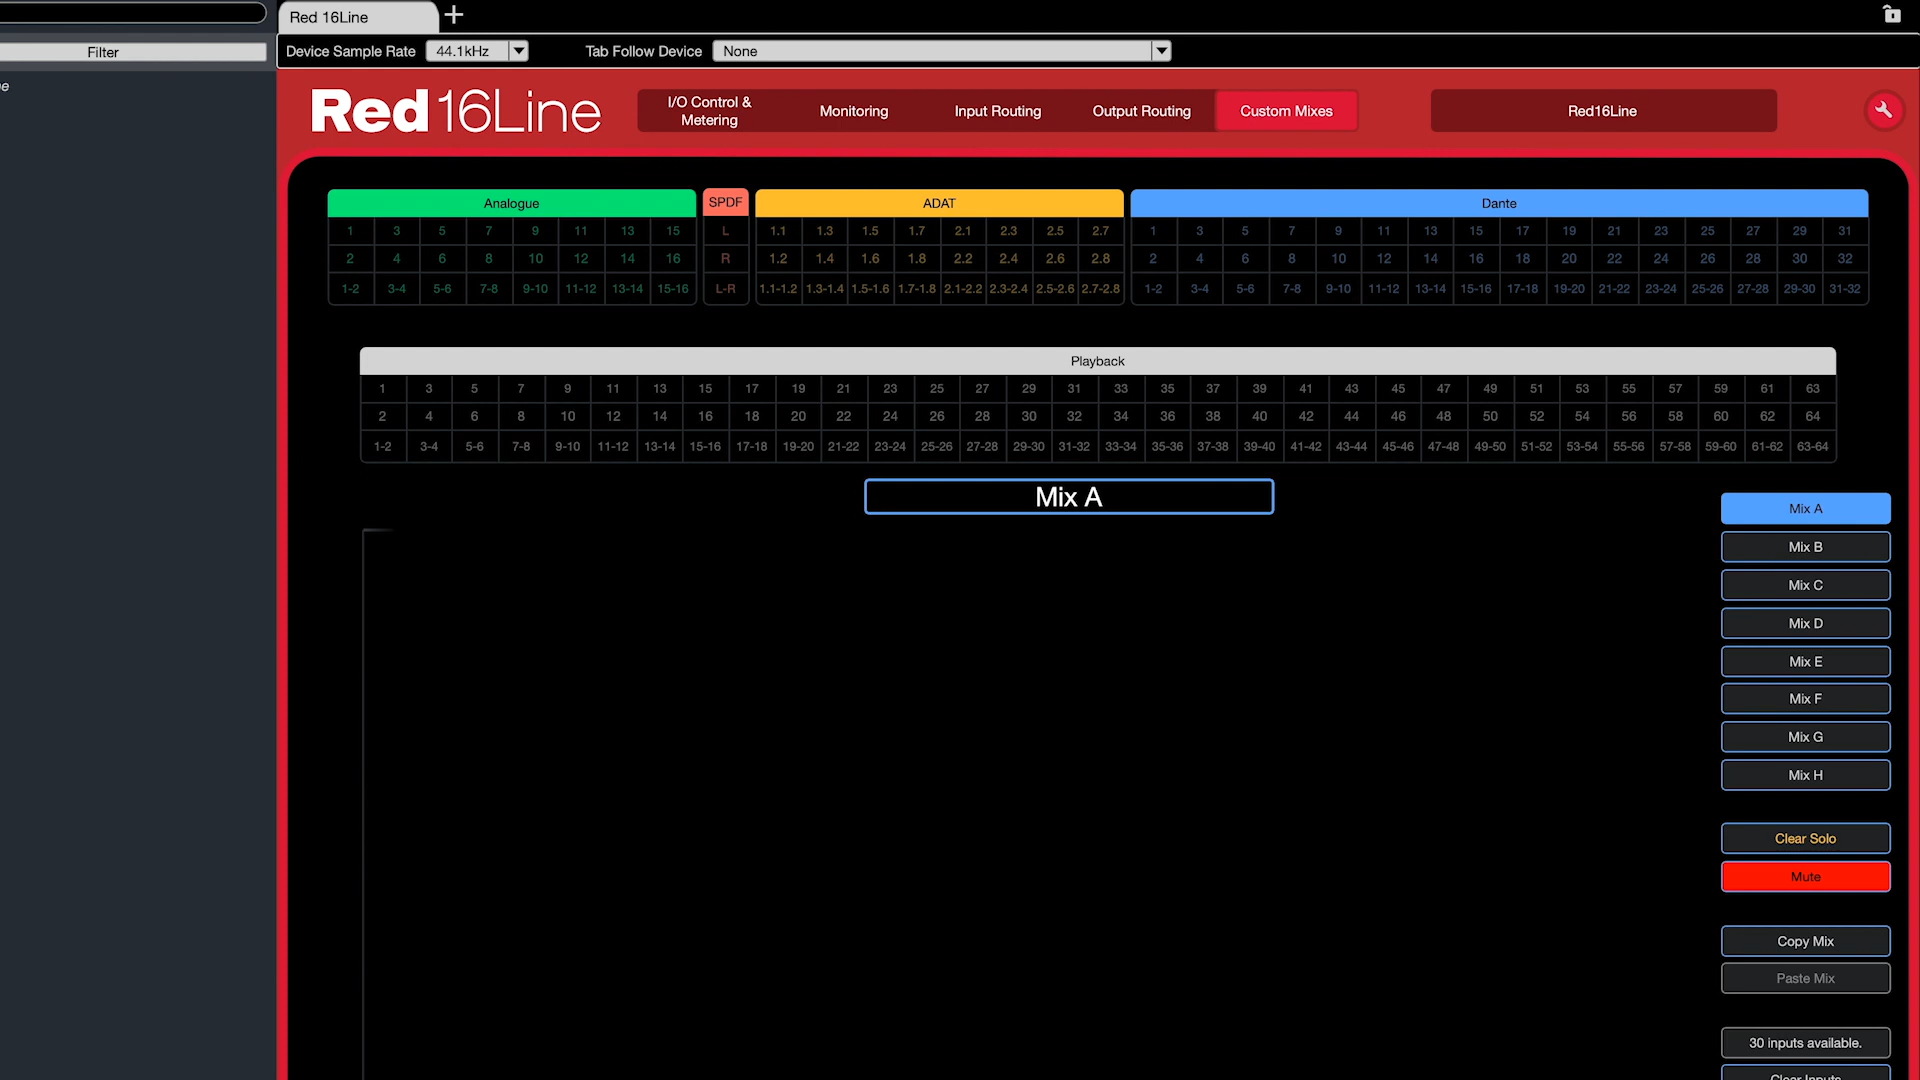 Red 16Line
Filter
Device Sample Rate 44.1kHz Tab Follow Device None
e
Red 16Line
I/O Control & Metering Monitoring Input Routing Output Routing Custom Mixes Red16Line
Analogue SPDF ADAT Dante
1 3 5 7 9 11 13 15 L 1.1 1.3 1.5 1.7 2.1 2.3 2.5 2.7 1 3 5 7 9 11 13 15 17 19 21 23 25 27 29 31
2 4 6 8 10 12 14 16 R 1.2 1.4 1.6 1.8 2.2 2.4 2.6 2.8 2 4 6 8 10 12 14 16 18 20 22 24 26 28 30 32
1-2 3-4 5-6 7-8 9-10 11-12 13-14 15-16 L-R 1.1-1.2 1.3-1.4 1.5-1.6 1.7-1.8 2.1-2.2 2.3-2.4 2.5-2.6 2.7-2.8 1-2 3-4 5-6 7-8 9-10 11-12 13-14 15-16 17-18 19-20 21-22 23-24 25-26 27-28 29-30 31-32
Playback
1 3 5 7 9 11 13 15 17 19 21 23 25 27 29 31 33 35 37 39 41 43 45 47 49 51 53 55 57 59 61 63
2 4 6 8 10 12 14 16 18 20 22 24 26 28 30 32 34 36 38 40 42 44 46 48 50 52 54 56 58 60 62 64
1-2 3-4 5-6 7-8 9-10 11-12 13-14 15-16 17-18 19-20 21-22 23-24 25-26 27-28 29-30 31-32 33-34 35-36 37-38 39-40 41-42 43-44 45-46 47-48 49-50 51-52 53-54 55-56 57-58 59-60 61-62 63-64
Mix A
Mix A
Mix B
Mix C
Mix D
Mix E
Mix F
Mix G
Mix H
Clear Solo
Mute
Copy Mix
Paste Mix
30 inputs available.
Clear Inputs